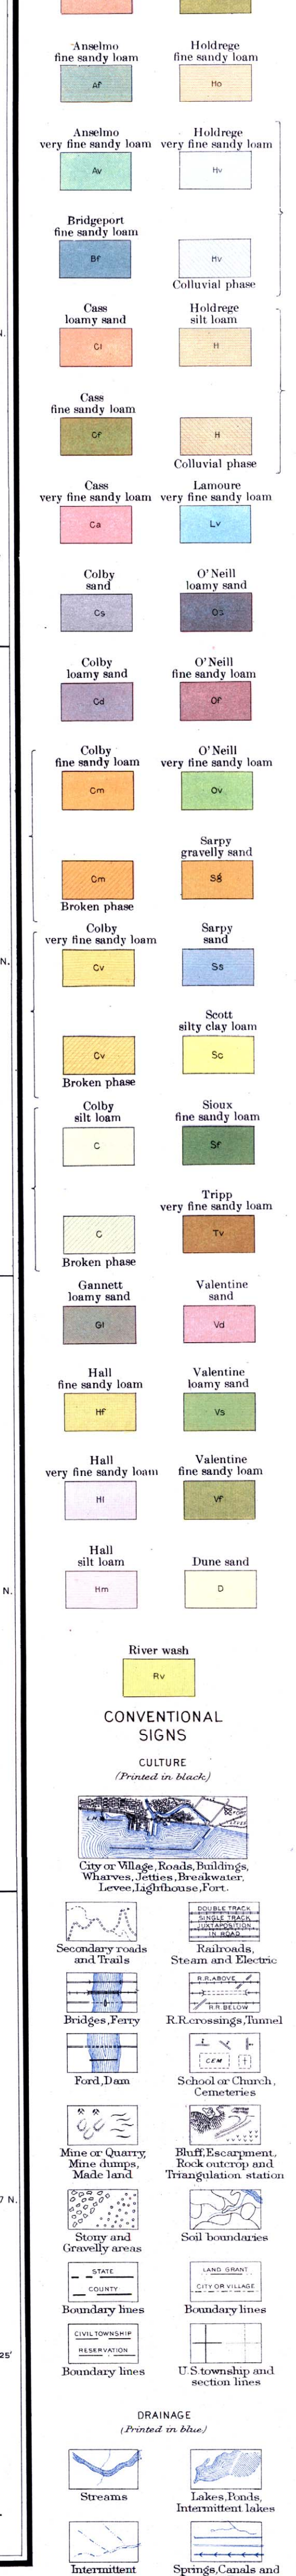 Anselmo
fine sandy loam
Af
Holdrege
fine sandy loam
Ho
Anselmo
very fine sandy loam
Av
Holdrege
very fine sandy loam
Hv
Bridgeport
fine sandy loam
Bf
Hv
Colluvial phase
Cass
loamy sand
Cl
Holdrege
silt loam
H
Cass
fine sandy loam
Cf
H
Colluvial phase
Cass
very fine sandy loam
Ca
Lamoure
very fine sandy loam
Lv
Colby
sand
Cs
O'Neill
loamy sand
Colby
loamy sand
Cd
O'Neill
fine sandy loam
Of
Colby
fine sandy loam
Cm
O'Neill
very fine sandy loam
Ov
Cm
Broken phase
Sarpy
gravelly sand
Sg
Colby
very fine sandy loam
Cv
Sarpy
sand
Ss
Cv
Broken phase
Scott
silty clay loam
Sc
Colby
silt loam
C
Sioux
fine sandy loam
Sf
C
Broken phase
Tripp
very fine sandy loam
Tv
Gannett
loamy sand
Gl
Valentine
sand
Vd
Hall
fine sandy loam
Hf
Valentine
loamy sand
Vs
Hall
very fine sandy loam
Hl
Valentine
fine sandy loam
Vf
Hall
silt loam
Hm
Dune sand
D
River wash
Rv
N.
N.
N.
7 N.
25'
CONVENTIONAL
SIGNS
CULTURE
(Printed in black)
City or Village, Roads, Buildings,
Wharves, Jetties, Breakwater,
Levee, Lighthouse, Fort.
Secondary roads
and Trails
DOUBLE TRACK
SINGLE TRACK
JUXTAPOSITION
IN ROAD
Railroads,
Steam and Electric
Bridges, Ferry
R.R. ABOVE
R.R. BELOW
R.R. crossings, Tunnel
Ford, Dam
CEM
School or Church,
Cemeteries
Mine or Quarry,
Mine dumps,
Made land
Bluff, Escarpment,
Rock outcrop and
Triangulation station
Stony and
Gravelly areas
Soil boundaries
STATE
COUNTY
Boundary lines
LAND GRANT
CITY OR VILLAGE
Boundary lines
CIVIL TOWNSHIP
RESERVATION
Boundary lines
U.S. township and
section lines
DRAINAGE
(Printed in blue)
Streams
Lakes, Ponds,
Intermittent lakes
Intermittent
Springs, Canals and